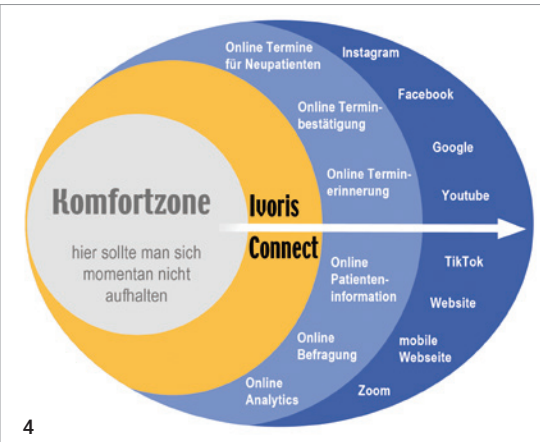 Komfortzone
hier sollte man sich
momentan nicht
aufhalten
Ivoris
Connect
Online Termine
für Neupatienten
Online Termin-
bestätigung
Online Termin-
erinnerung
Online
Patienten-
information
Online
Befragung
Online
Analytics
Instagram
Facebook
Google
Youtube
TikTok
Website
mobile
Webseite
Zoom
4